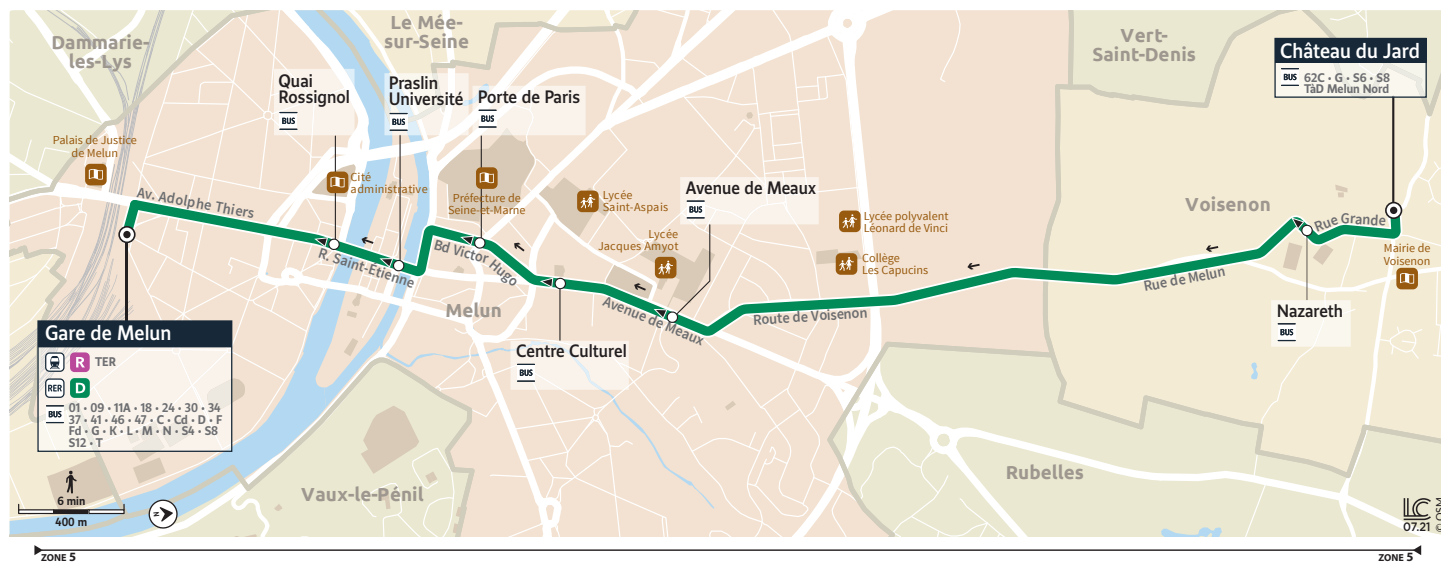 Dammarie-
les-Lys
Le Mée-
sur-Seine
Vert-
Saint-Denis
Château du Jard
BUS
62C • G • S6 • S8
TàD Melun Nord
Quai
Rossignol
BUS
Praslin
Université
BUS
Porte de Paris
BUS
Palais de Justice
de Melun
Cité
administrative
Préfecture de
Seine-et-Marne
Lycée
Saint-Aspais
Lycée
Jacques Amyot
Avenue de Meaux
BUS
Lycée polyvalent
Léonard de Vinci
Collège
Les Capucins
Voisenon
Rue Grande
Mairie de
Voisenon
Av. Adolphe Thiers
R. Saint-Étienne
Bd Victor Hugo
Melun
Avenue de Meaux
Route de Voisenon
Rue de Melun
Nazareth
BUS
Centre Culturel
BUS
Gare de Melun
R TER
RER D
BUS
01 • 09 • 11A • 18 • 24 • 30 • 34
37 • 41 • 46 • 47 • C • Cd • D • F
Fd • G • K • L • M • N • S4 • S8
S12 • T
Vaux-le-Pénil
Rubelles
6 min
400 m
N
LC
07.21 © OSM
ZONE 5
ZONE 5